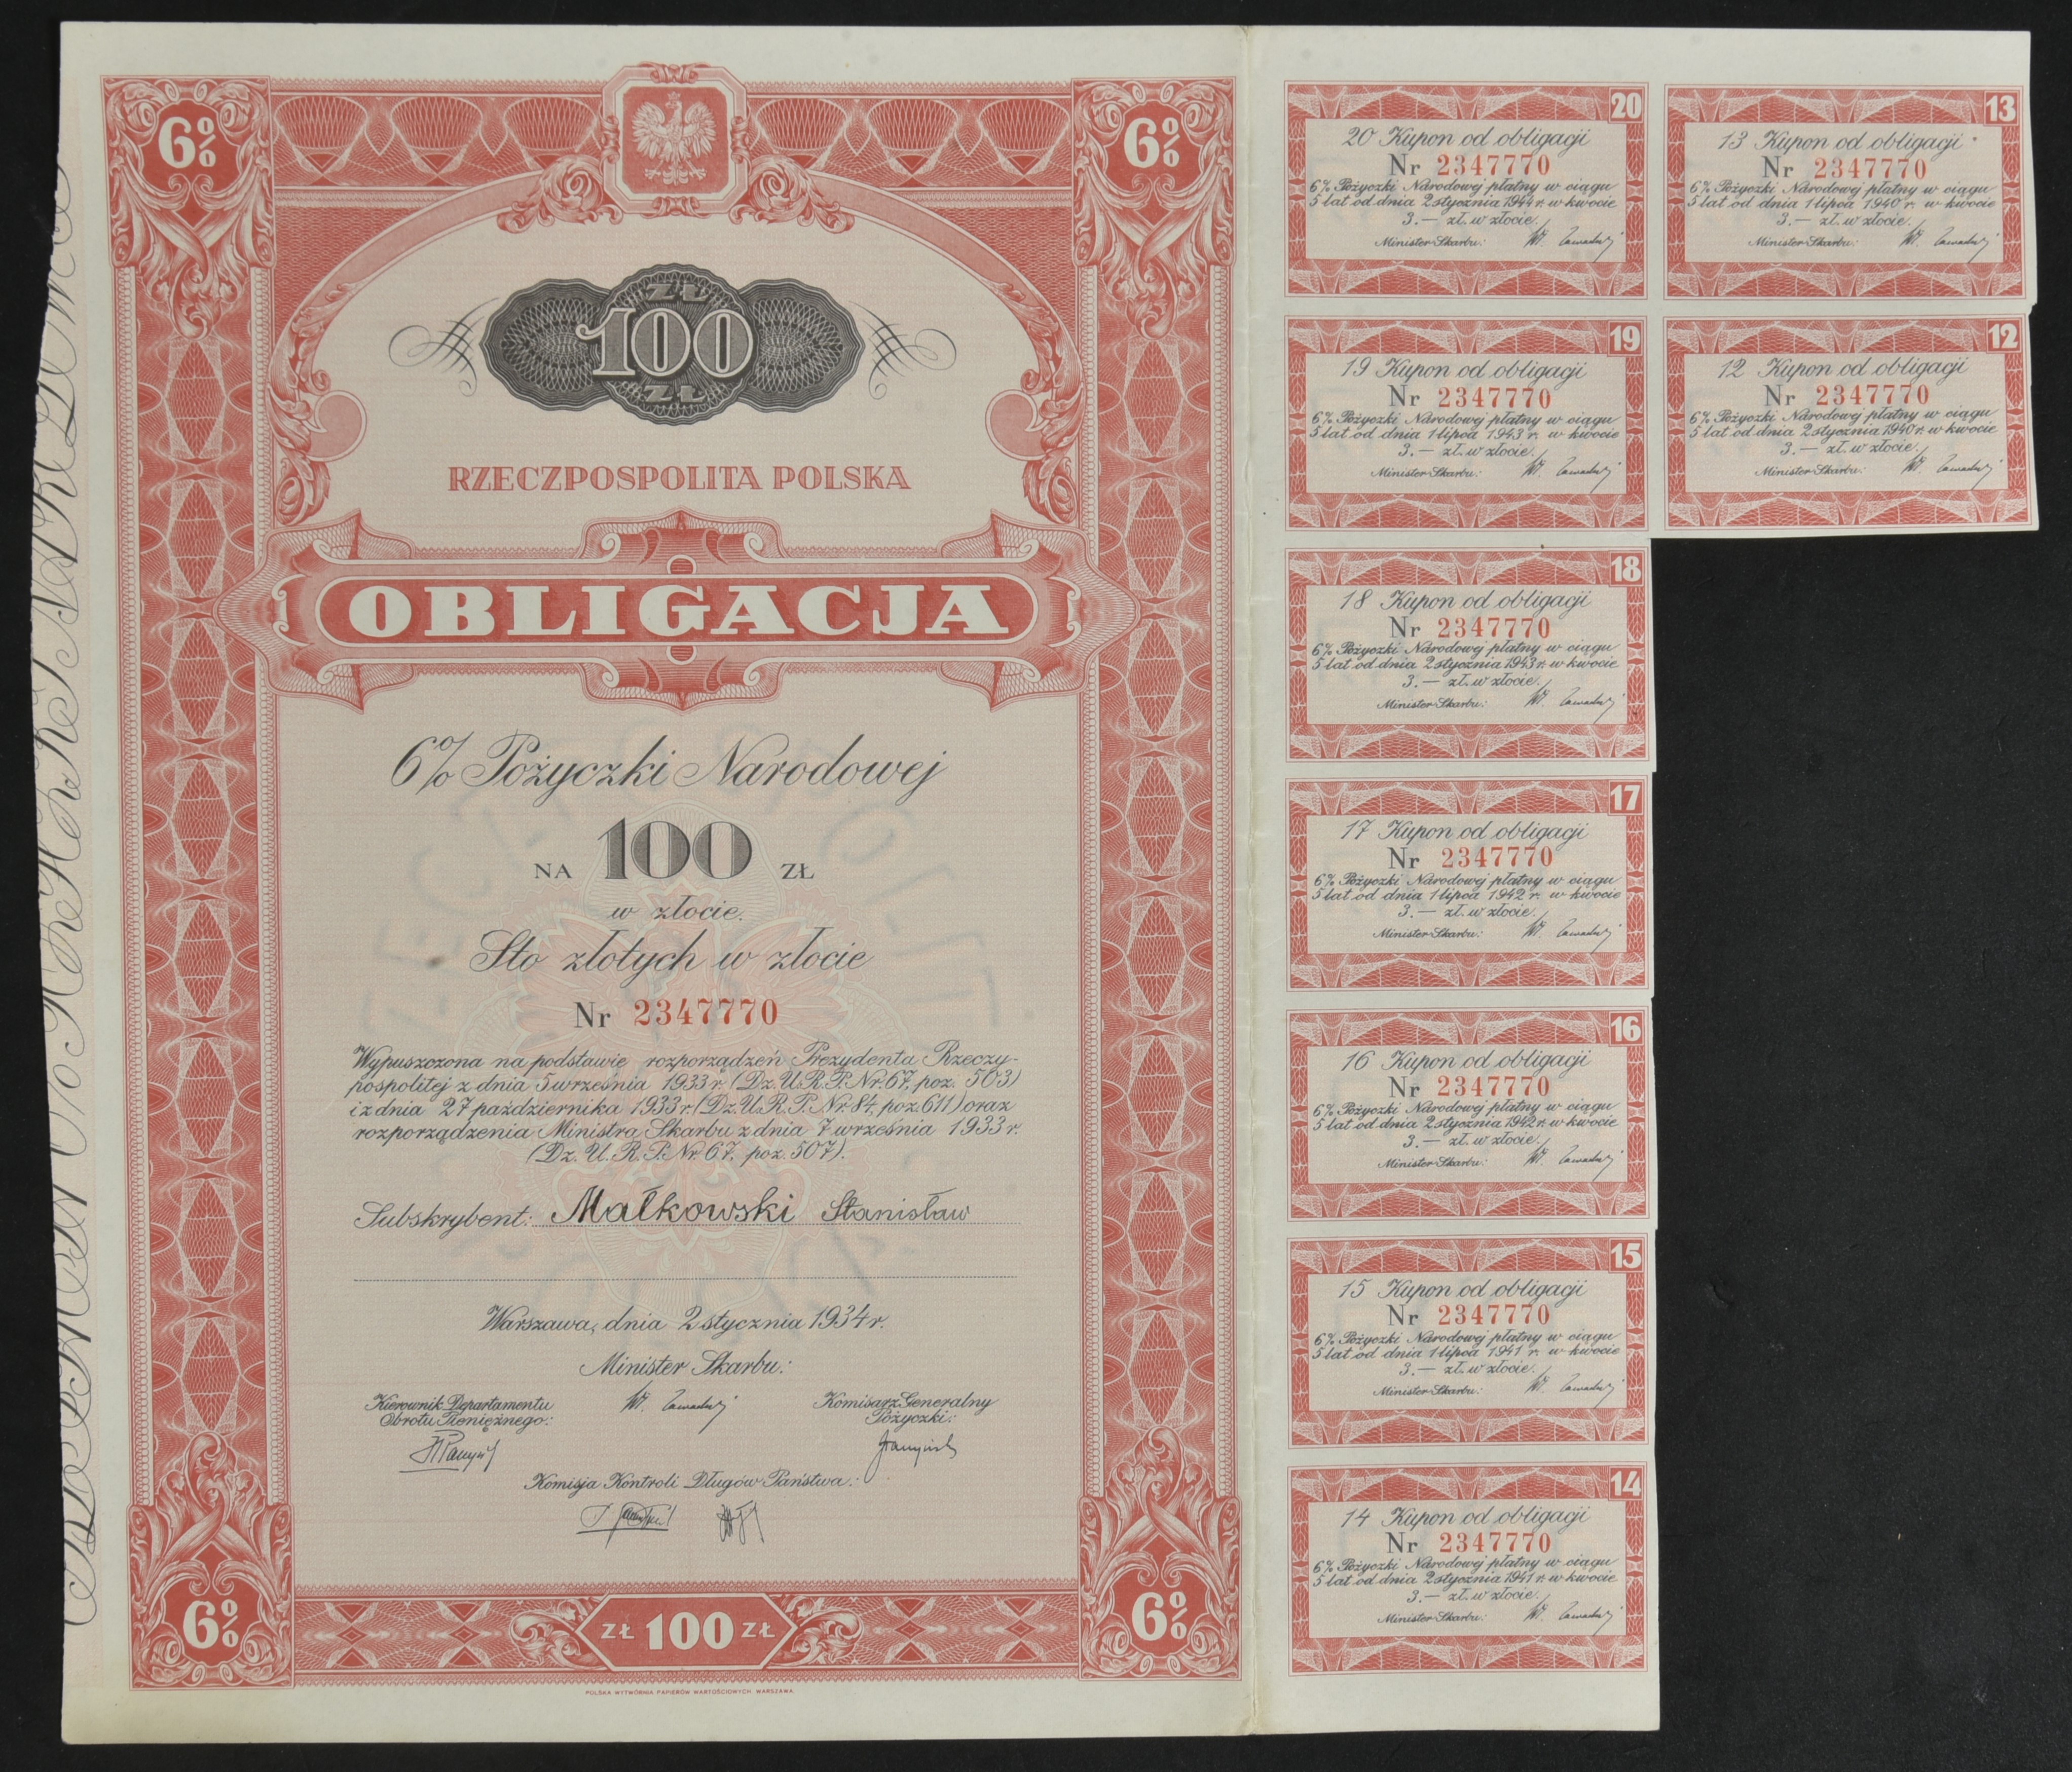 6%
6%
ZŁ
100
ZŁ
RZECZPOSPOLITA POLSKA
OBLIGACJA
6% Pożyczki Narodowej
NA 100 ZŁ
w złocie.
Sto złotych w złocie
Nr 2347770
Wypuszczona na podstawie rozporządzeń Prezydenta Rzeczy-
pospolitej z dnia 5 września 1933 r. (Dz. U. R. P. Nr. 67, poz. 503)
i z dnia 27 października 1933 r. (Dz. U. R. P. Nr 84, poz. 611) oraz
rozporządzenia Ministra Skarbu z dnia 7 września 1933 r.
(Dz. U. R. P. Nr. 67, poz. 507).
Subskrybent: Małkowski Stanisław
Warszawa, dnia 2 stycznia 1934 r.
Minister Skarbu:
Kierownik Departamentu
Obrotu Pieniężnego:
Komisarz Generalny
Pożyczki:
Komisja Kontroli Długów Państwa:
6%
ZŁ 100 ZŁ
6%
POLSKA WYTWÓRNIA PAPIERÓW WARTOŚCIOWYCH WARSZAWA
20
20 Kupon od obligacji
Nr 2347770
6% Pożyczki Narodowej płatny w ciągu
5 lat od dnia 2 stycznia 1944 r. w kwocie
3.— zł. w złocie.
Minister Skarbu:
19
19 Kupon od obligacji
Nr 2347770
6% Pożyczki Narodowej płatny w ciągu
5 lat od dnia 1 lipca 1943 r. w kwocie
3.— zł. w złocie.
Minister Skarbu:
18
18 Kupon od obligacji
Nr 2347770
6% Pożyczki Narodowej płatny w ciągu
5 lat od dnia 2 stycznia 1943 r. w kwocie
3.— zł. w złocie.
Minister Skarbu:
17
17 Kupon od obligacji
Nr 2347770
6% Pożyczki Narodowej płatny w ciągu
5 lat od dnia 1 lipca 1942 r. w kwocie
3.— zł. w złocie.
Minister Skarbu:
16
16 Kupon od obligacji
Nr 2347770
6% Pożyczki Narodowej płatny w ciągu
5 lat od dnia 2 stycznia 1942 r. w kwocie
3.— zł. w złocie.
Minister Skarbu:
15
15 Kupon od obligacji
Nr 2347770
6% Pożyczki Narodowej płatny w ciągu
5 lat od dnia 1 lipca 1941 r. w kwocie
3.— zł. w złocie.
Minister Skarbu:
14
14 Kupon od obligacji
Nr 2347770
6% Pożyczki Narodowej płatny w ciągu
5 lat od dnia 2 stycznia 1941 r. w kwocie
3.— zł. w złocie.
Minister Skarbu:
13
13 Kupon od obligacji
Nr 2347770
6% Pożyczki Narodowej płatny w ciągu
5 lat od dnia 1 lipca 1940 r. w kwocie
3.— zł. w złocie.
Minister Skarbu:
12
12 Kupon od obligacji
Nr 2347770
6% Pożyczki Narodowej płatny w ciągu
5 lat od dnia 2 stycznia 1940 r. w kwocie
3.— zł. w złocie.
Minister Skarbu: